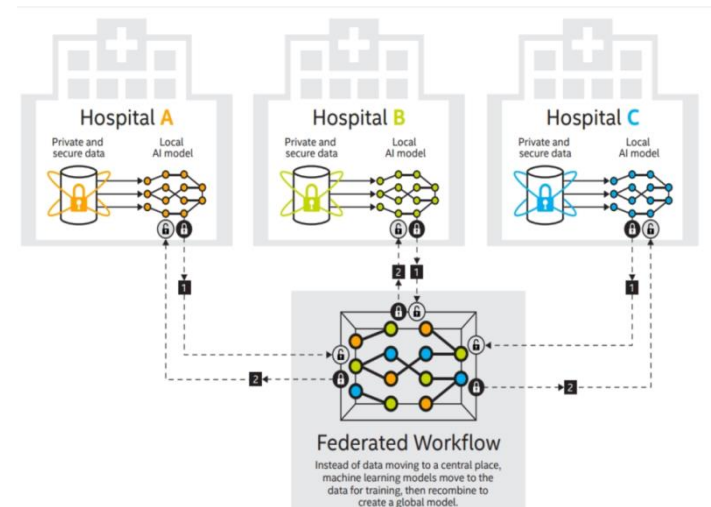 Hospital A
Private and
secure data
Local
AI model
Hospital B
Private and
secure data
Local
AI model
Hospital C
Private and
secure data
Local
AI model
2
1
1
1
2
2
Federated Workflow
Instead of data moving to a central place,
machine learning models move to the
data for training, then recombine to
create a global model.